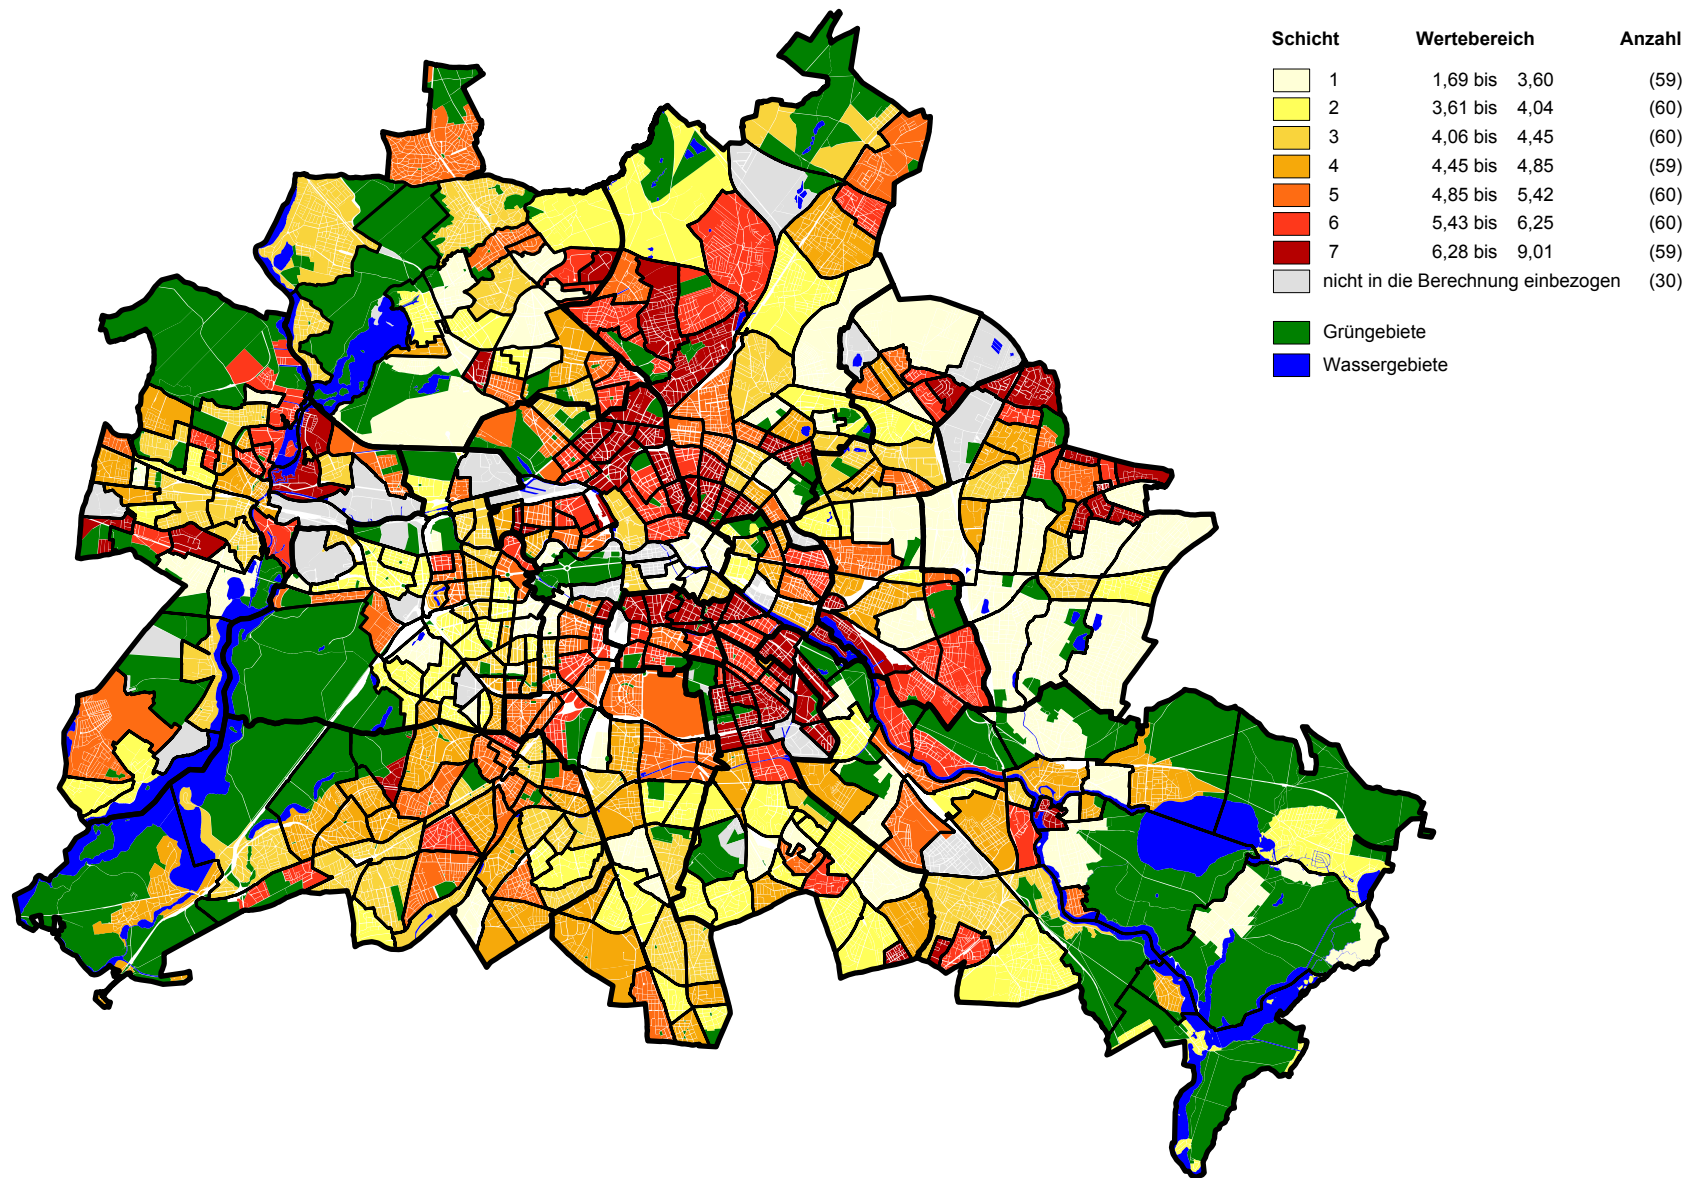 Schicht Wertebereich Anzahl
1 1,69 bis 3,60 (59)
2 3,61 bis 4,04 (60)
3 4,06 bis 4,45 (60)
4 4,45 bis 4,85 (59)
5 4,85 bis 5,42 (60)
6 5,43 bis 6,25 (60)
7 6,28 bis 9,01 (59)
nicht in die Berechnung einbezogen (30)
Grüngebiete
Wassergebiete